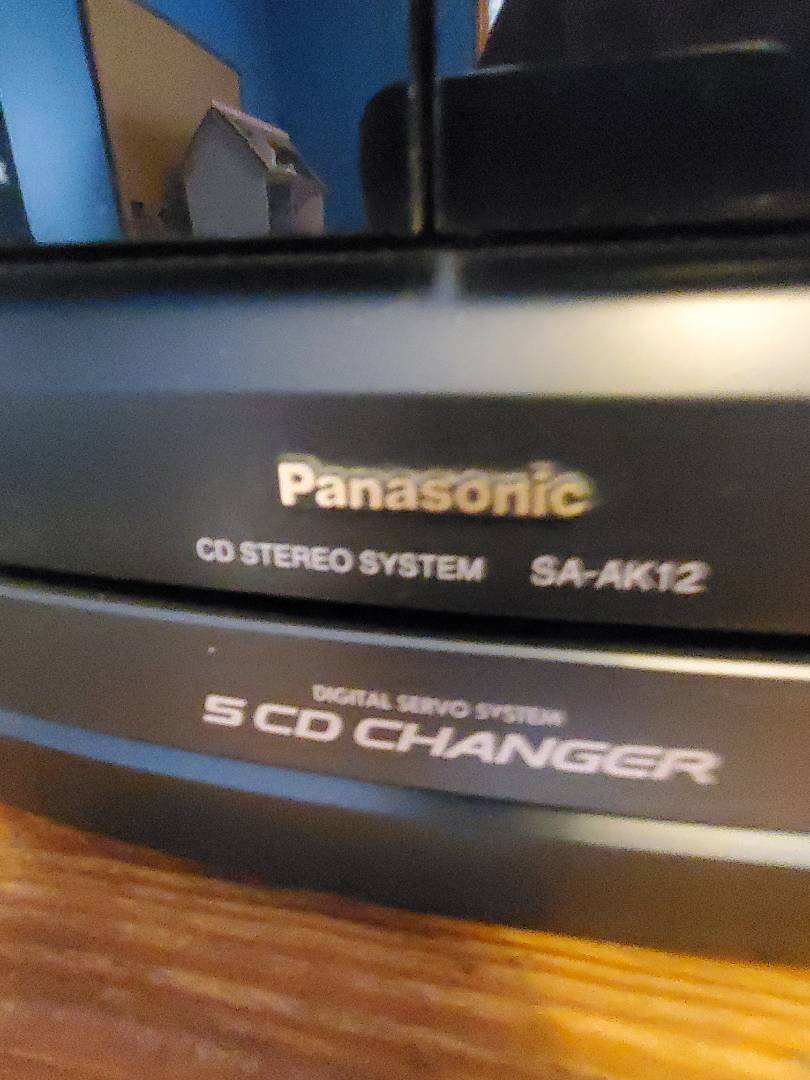 Panasonic
CD STEREO SYSTEM SA-AK12
DIGITAL SERVO SYSTEM
5 CD CHANGER